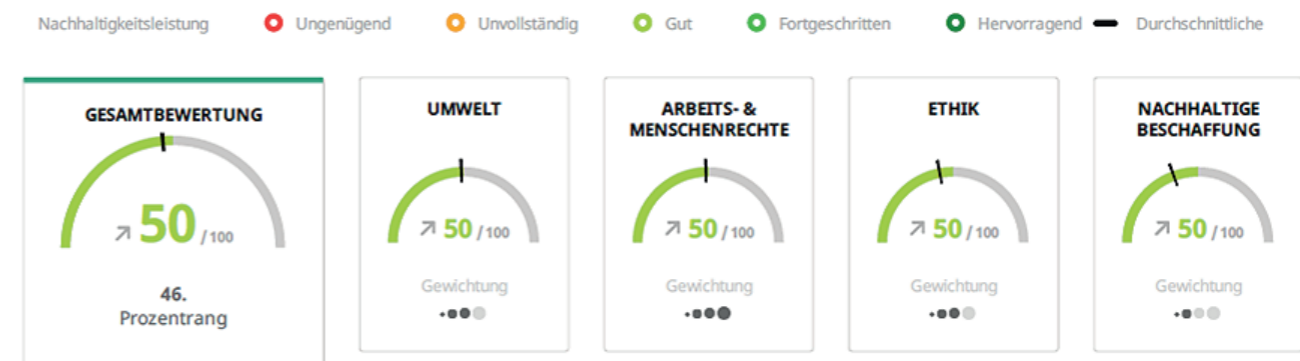 Nachhaltigkeitsleistung Ungenügend Unvollständig Gut Fortgeschritten Hervorragend Durchschnittliche
GESAMTBEWERTUNG
50 / 100
46.
Prozentrang
UMWELT
50 / 100
Gewichtung
ARBEITS- &
MENSCHENRECHTE
50 / 100
Gewichtung
ETHIK
50 / 100
Gewichtung
NACHHALTIGE
BESCHAFFUNG
50 / 100
Gewichtung